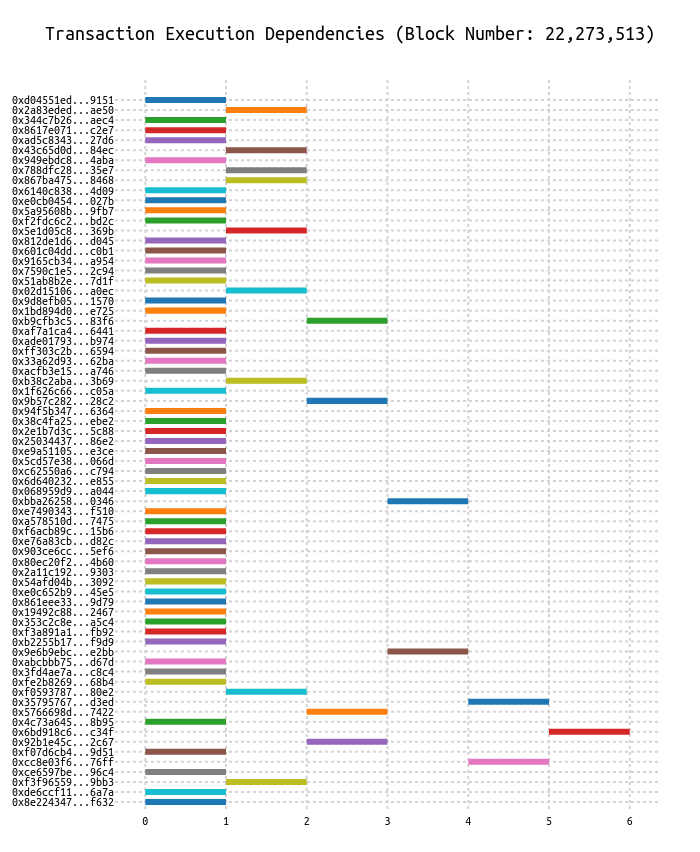 Transaction Execution Dependencies (Block Number: 22,273,513)
0xd04551ed...9151
0x2a83eded...ae50
0x344c7b26...aec4
0x8617e071...c2e7
0xad5c8343...27d6
0x43c65d0d...84ec
0x949ebdc8...4aba
0x788dfc28...35e7
0x867ba475...8468
0x6140c838...4d09
0xe0cb0454...027b
0x5a95608b...9fb7
0xf2fdc6c2...bd2c
0x5e1d05c8...369b
0x812de1d6...d045
0x601c04dd...c0b1
0x9165cb34...a954
0x7590c1e5...2c94
0x51ab8b2e...7d1f
0x02d15106...a0ec
0x9d8efb05...1570
0x1bd894d0...e725
0xb9cfb3c5...83f6
0xaf7a1ca4...6441
0xade01793...b974
0xff303c2b...6594
0x33a62d93...62ba
0xacfb3e15...a746
0xb38c2aba...3b69
0x1f626c66...c05a
0x9b57c282...28c2
0x94f5b347...6364
0x38c4fa25...ebe2
0x2e1b7d3c...5c88
0x25034437...86e2
0xe9a51105...e3ce
0x5cd57e38...066d
0xc62550a6...c794
0x6d640232...e855
0x068959d9...a044
0xbba26258...0346
0xe7490343...f510
0xa578510d...7475
0xf6acb89c...15b6
0xe76a83cb...d82c
0x903ce6cc...5ef6
0x80ec20f2...4b60
0x2a11c192...9303
0x54afd04b...3092
0xe0c652b9...45e5
0x861eee33...9d79
0x19492c88...2467
0x353c2c8e...a5c4
0xf3a891a1...fb92
0xb2255b17...f9d9
0x9e6b9ebc...e2bb
0xabcbbb75...d67d
0x3fd4ae7a...c8c4
0xfe2b8269...68b4
0xf0593787...80e2
0x35795767...d3ed
0x5766698d...7422
0x4c73a645...8b95
0x6bd918c6...c34f
0x92b1e45c...2c67
0xf07d6cb4...9d51
0xcc8e03f6...76ff
0xce6597be...96c4
0xf3f96559...9bb3
0xde6ccf11...6a7a
0x8e224347...f632
0 1 2 3 4 5 6